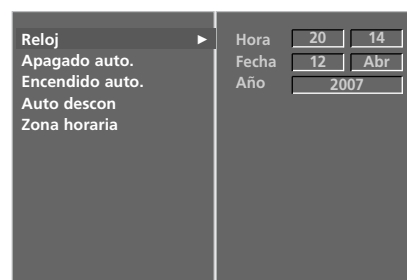 Reloj ►
Apagado auto.
Encendido auto.
Auto descon
Zona horaria
Hora 20 14
Fecha 12 Abr
Año 2007